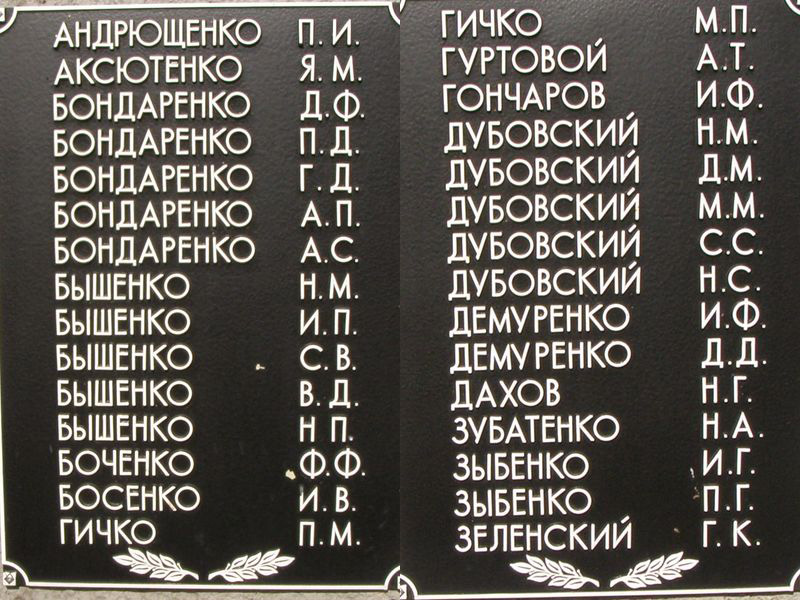 АНДРЮЩЕНКО П. И.
АКСЮТЕНКО Я. М.
БОНДАРЕНКО Д.Ф.
БОНДАРЕНКО П.Д.
БОНДАРЕНКО Г.Д.
БОНДАРЕНКО А.П.
БОНДАРЕНКО А.С.
БЫШЕНКО Н.М.
БЫШЕНКО И.П.
БЫШЕНКО С.В.
БЫШЕНКО В.Д.
БЫШЕНКО Н П.
БОЧЕНКО Ф.Ф.
БОСЕНКО И.В.
ГИЧКО П.М.
ГИЧКО М.П.
ГУРТОВОЙ А.Т.
ГОНЧАРОВ И.Ф.
ДУБОВСКИЙ Н.М.
ДУБОВСКИЙ Д.М.
ДУБОВСКИЙ М.М.
ДУБОВСКИЙ С.С.
ДУБОВСКИЙ Н.С.
ДЕМУРЕНКО И.Ф.
ДЕМУРЕНКО Д.Д.
ДАХОВ Н.Г.
ЗУБАТЕНКО Н.А.
ЗЫБЕНКО И.Г.
ЗЫБЕНКО П.Г.
ЗЕЛЕНСКИЙ Г.К.